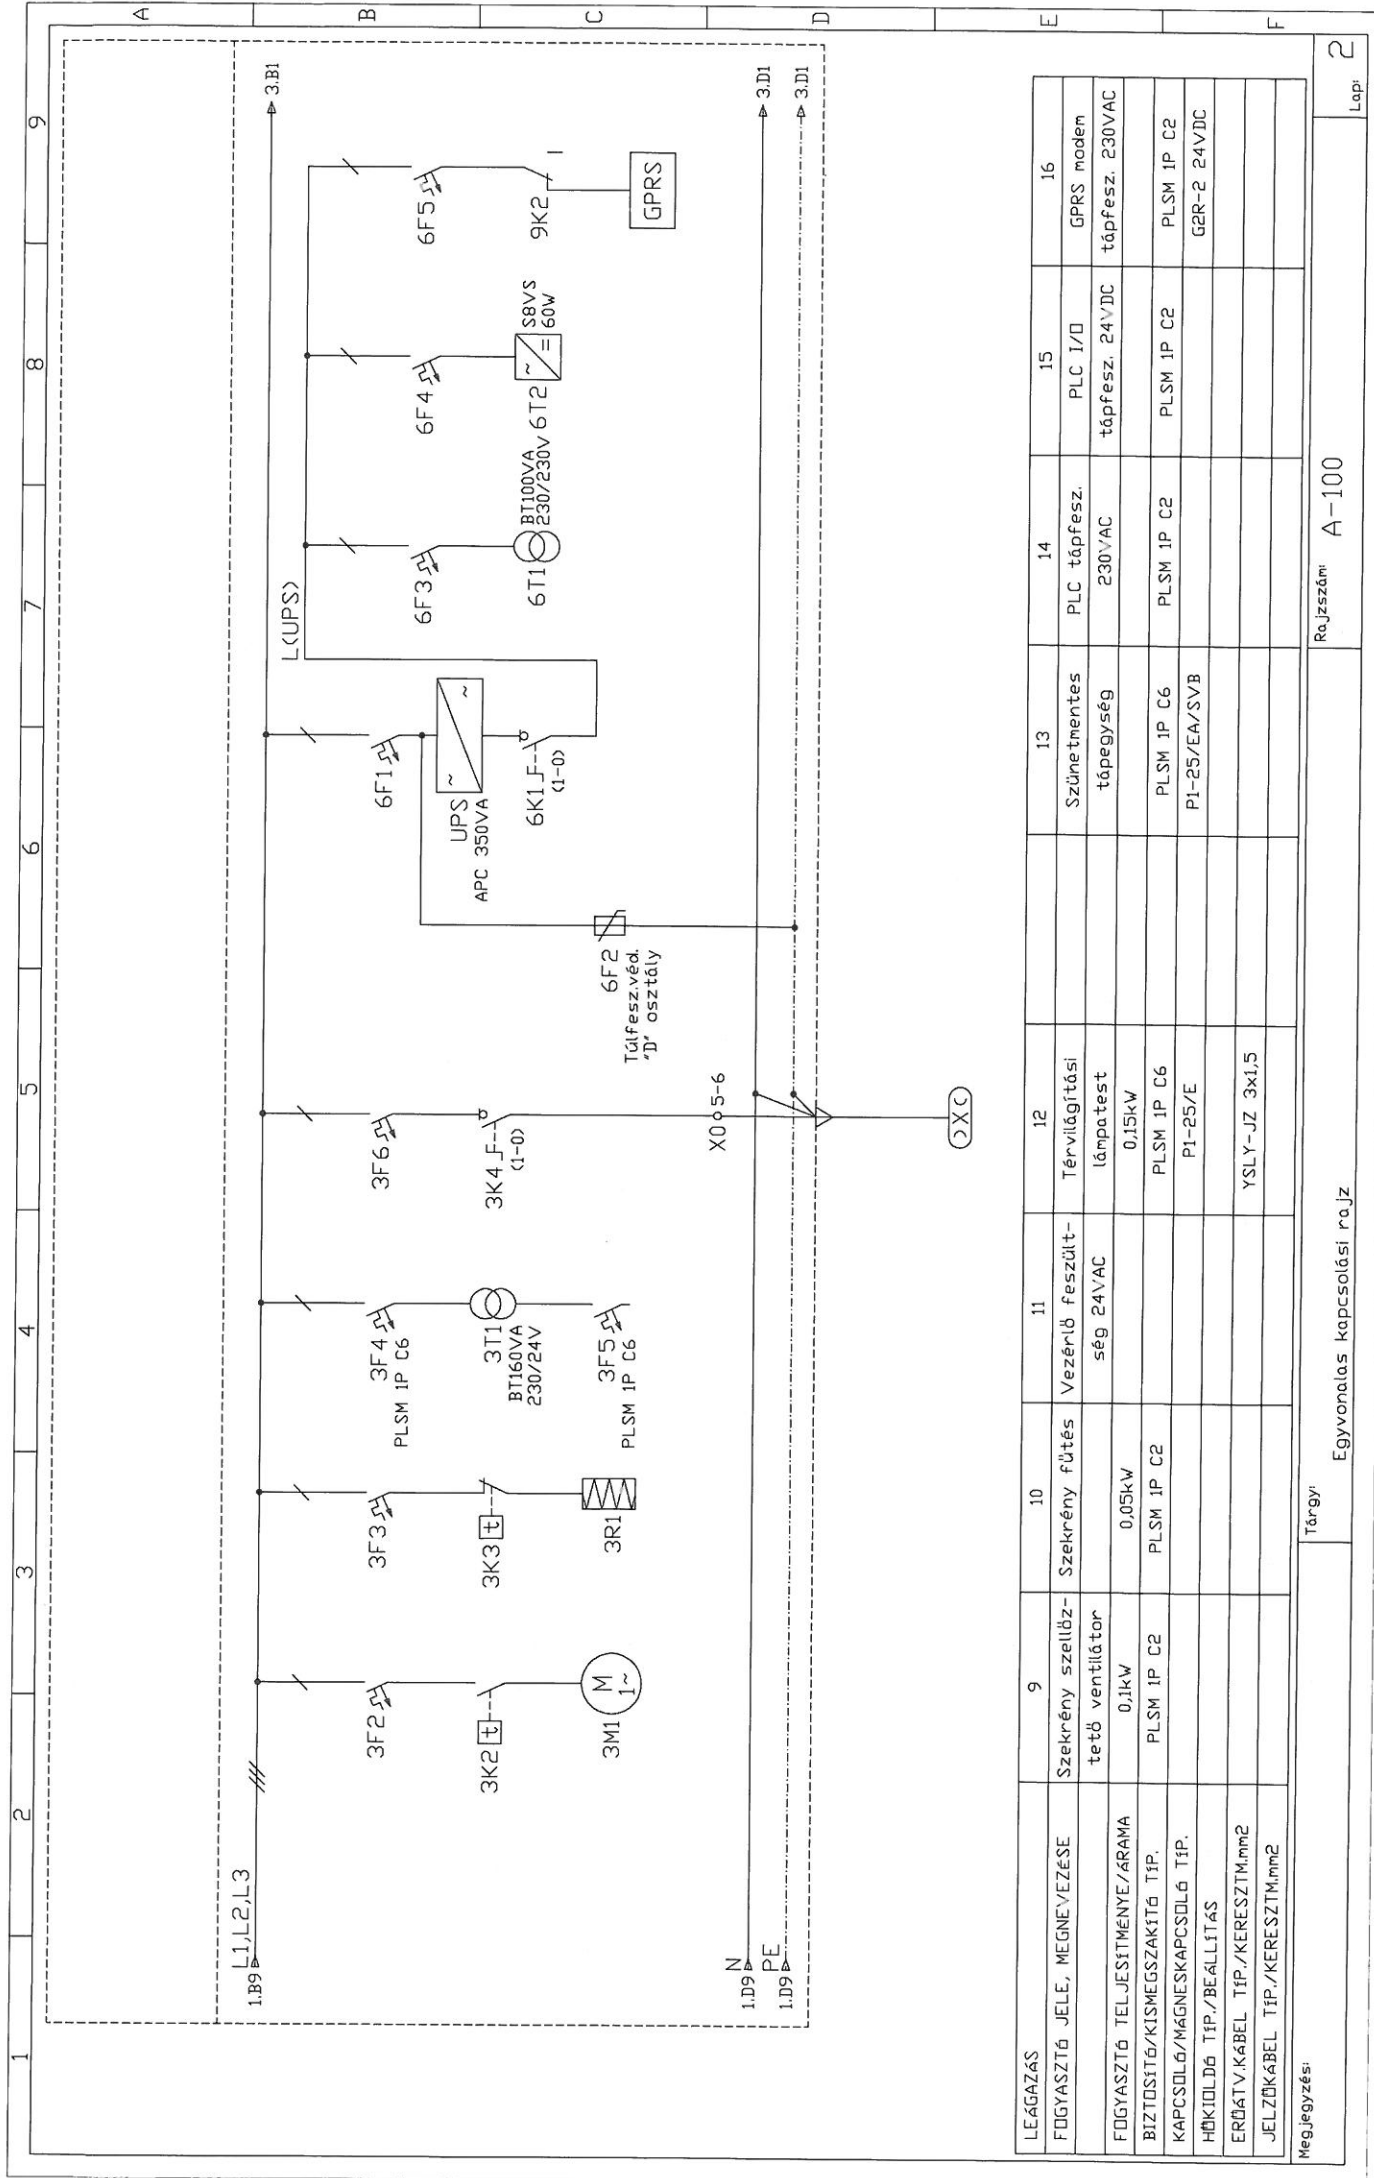 1
2
3
4
5
6
7
8
9
A
B
C
D
E
F
L1,L2,L3
1.B9
3.B1
N
1.D9
3.D1
PE
1.D9
3.D1
3F2
3K2
t
3M1
M
1~
3F3
3K3
t
3R1
3F4
PLSM 1P C6
3T1
BT160VA
230/24V
3F5
PLSM 1P C6
3F6
3K4
(1-0)
X0
5-6
6F2
Túlfesz.véd.
"D" osztály
6F1
UPS
APC 350VA
~
~
6K1
(1-0)
L(UPS)
6F3
6T1
BT100VA
230/230V
6F4
6T2
~
=
S8VS
60W
6F5
9K2
GPRS
LEÁGAZÁS
9
10
11
12
13
14
15
16
FOGYASZTÓ JELE, MEGNEVEZÉSE
Szekrény szellőz-
Szekrény fűtés
Vezérlő feszült-
Térvilágítási
Szünetmentes
PLC tápfesz.
PLC I/O
GPRS modem
tető ventilátor
ség 24VAC
lámpatest
tápegység
230VAC
tápfesz. 24VDC
tápfesz. 230VAC
FOGYASZTÓ TELJESÍTMÉNYE/ÁRAMA
0,1kW
0,05kW
0,15kW
BIZTOSÍTÓ/KISMEGSZAKÍTÓ TÍP.
PLSM 1P C2
PLSM 1P C2
PLSM 1P C6
PLSM 1P C6
PLSM 1P C2
PLSM 1P C2
PLSM 1P C2
KAPCSOLÓ/MÁGNESKAPCSOLÓ TÍP.
P1-25/E
P1-25/EA/SVB
G2R-2 24VDC
HŐKIOLDÓ TÍP./BEÁLLÍTÁS
ERŐÁTV.KÁBEL TÍP./KERESZTM.mm2
YSLY-JZ 3x1,5
JELZŐKÁBEL TÍP./KERESZTM.mm2
Megjegyzés:
Tárgy:
Egyvonalas kapcsolási rajz
Rajzszám:
A-100
Lap:
2